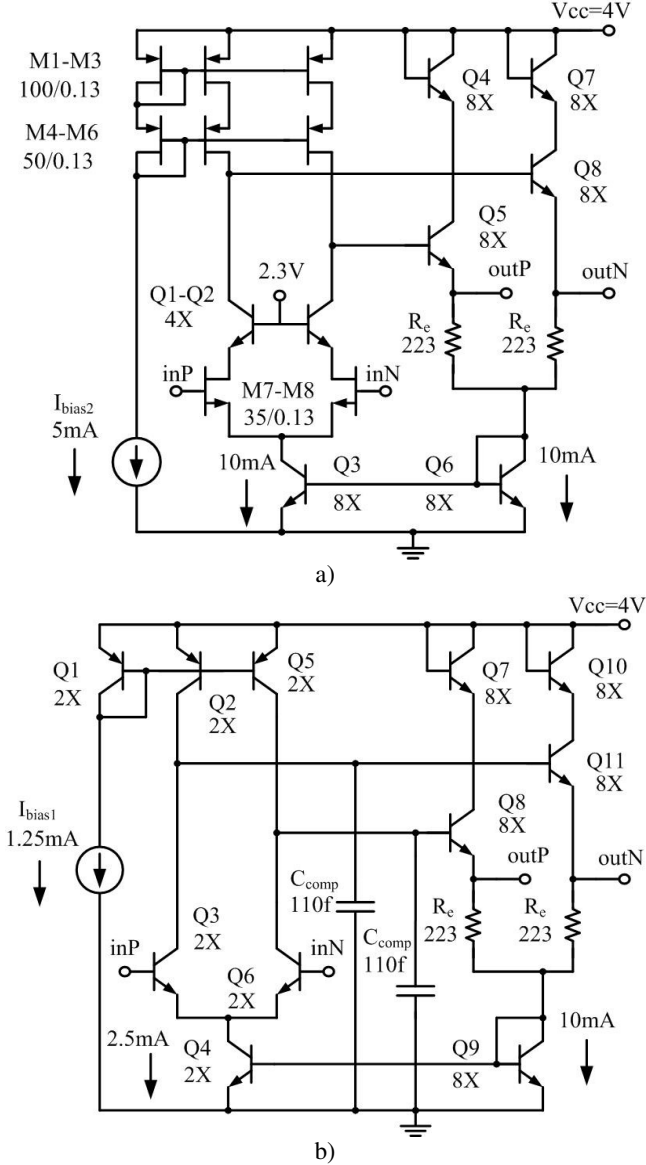 Vcc=4V
M1-M3
100/0.13
Q4
8X
Q7
8X
M4-M6
50/0.13
Q8
8X
Q5
8X
2.3V
outP
outN
Q1-Q2
4X
Re
223
Re
223
inP
inN
M7-M8
35/0.13
Ibias2
5mA
10mA
Q3
8X
Q6
8X
10mA
a)
Vcc=4V
Q1
2X
Q5
2X
Q2
2X
Q7
8X
Q10
8X
Q11
8X
Ibias1
1.25mA
Q8
8X
outP
outN
Ccomp
110f
Re
223
Re
223
Q3
2X
inP
inN
Ccomp
110f
Q6
2X
2.5mA
Q4
2X
Q9
8X
10mA
b)